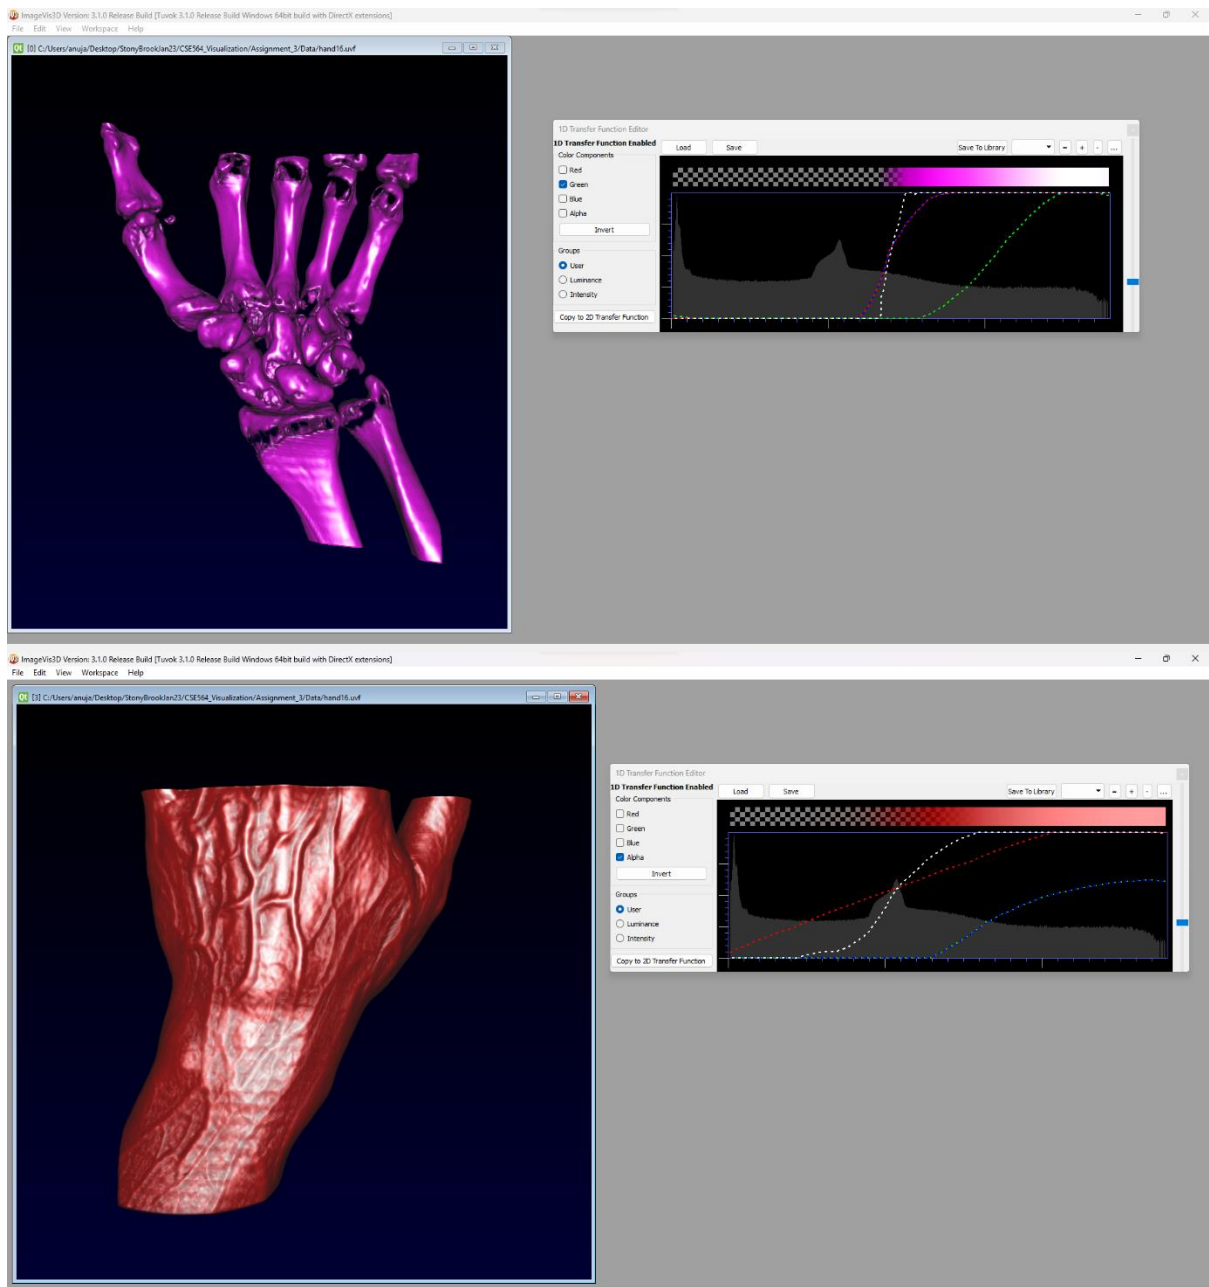 ImageVis3D Version: 3.1.0 Release Build [Tuvok 3.1.0 Release Build Windows 64bit build with DirectX extensions]
File Edit View Workspace Help
Qt [0] C:/Users/anuja/Desktop/StonyBrookJan23/CSE564_Visualization/Assignment_3/Data/hand16.uvf
1D Transfer Function Editor
1D Transfer Function Enabled
Load Save Save To Library = + - ...
Color Components
Red
Green
Blue
Alpha
Invert
Groups
User
Luminance
Intensity
Copy to 2D Transfer Function
ImageVis3D Version: 3.1.0 Release Build [Tuvok 3.1.0 Release Build Windows 64bit build with DirectX extensions]
File Edit View Workspace Help
Qt [3] C:/Users/anuja/Desktop/StonyBrookJan23/CSE564_Visualization/Assignment_3/Data/hand16.uvf
1D Transfer Function Editor
1D Transfer Function Enabled
Load Save Save To Library = + - ...
Color Components
Red
Green
Blue
Alpha
Invert
Groups
User
Luminance
Intensity
Copy to 2D Transfer Function